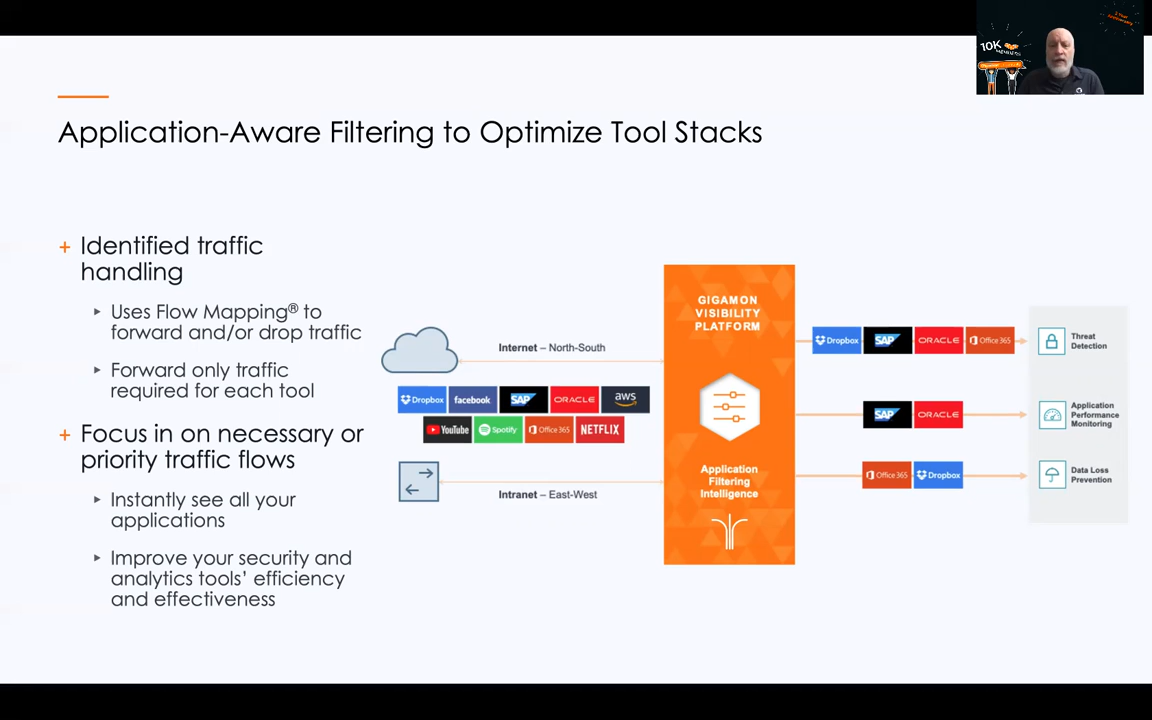 10K
Application-Aware Filtering to Optimize Tool Stacks
+ Identified traffic
handling
Uses Flow Mapping® to
forward and/or drop traffic
Forward only traffic
required for each tool
+ Focus in on necessary or
priority traffic flows
Instantly see all your
applications
Improve your security and
analytics tools’ efficiency
and effectiveness
Internet – North-South
Dropbox facebook SAP ORACLE aws
YouTube Spotify Office 365 NETFLIX
Intranet – East-West
GIGAMON
VISIBILITY
PLATFORM
Application
Filtering
Intelligence
Dropbox SAP ORACLE Office 365
SAP ORACLE
Office 365 Dropbox
Threat
Detection
Application
Performance
Monitoring
Data Loss
Prevention